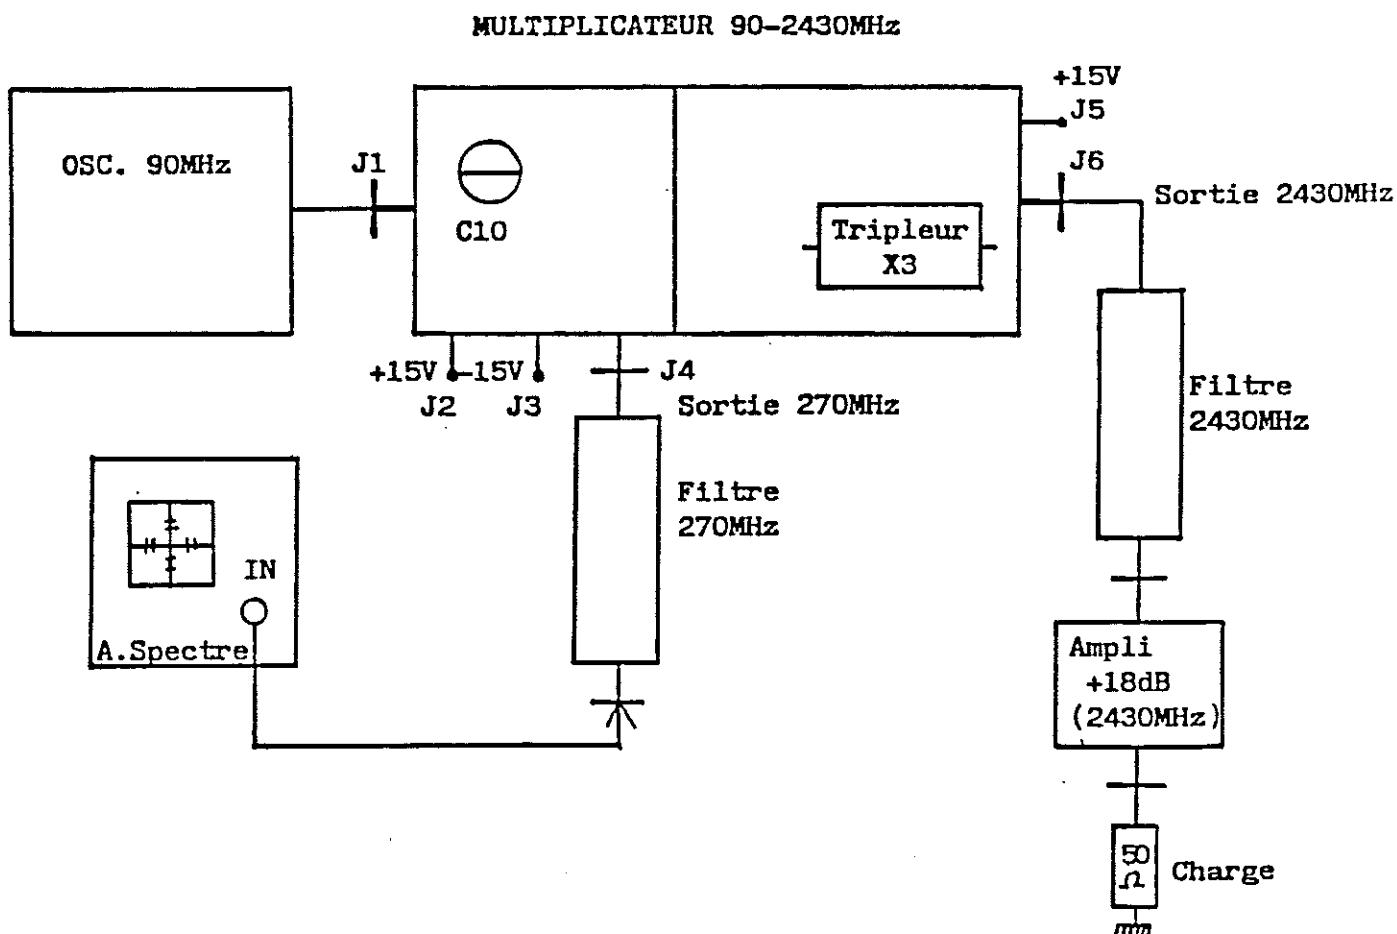 MULTIPLICATEUR 90-2430MHz
+15V
J5
OSC. 90MHz
J1
J6
Sortie 2430MHz
C10
Tripleur
X3
+15V
-15V
J4
J2
J3
Sortie 270MHz
Filtre
2430MHz
Filtre
270MHz
IN
A.Spectre
Ampli
+18dB
(2430MHz)
50
Ω
Charge